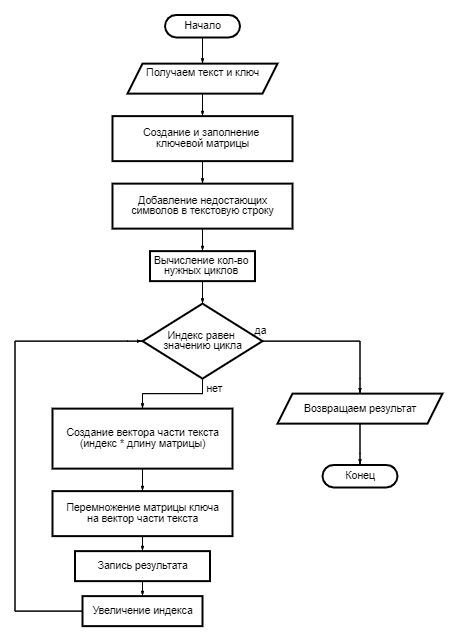 Начало
Получаем текст и ключ
Создание и заполнение
ключевой матрицы
Добавление недостающих
символов в текстовую строку
Вычисление кол-во
нужных циклов
Индекс равен
значению цикла
да
нет
Создание вектора части текста
(индекс * длину матрицы)
Возвращаем результат
Перемножение матрицы ключа
на вектор части текста
Конец
Запись результата
Увеличение индекса